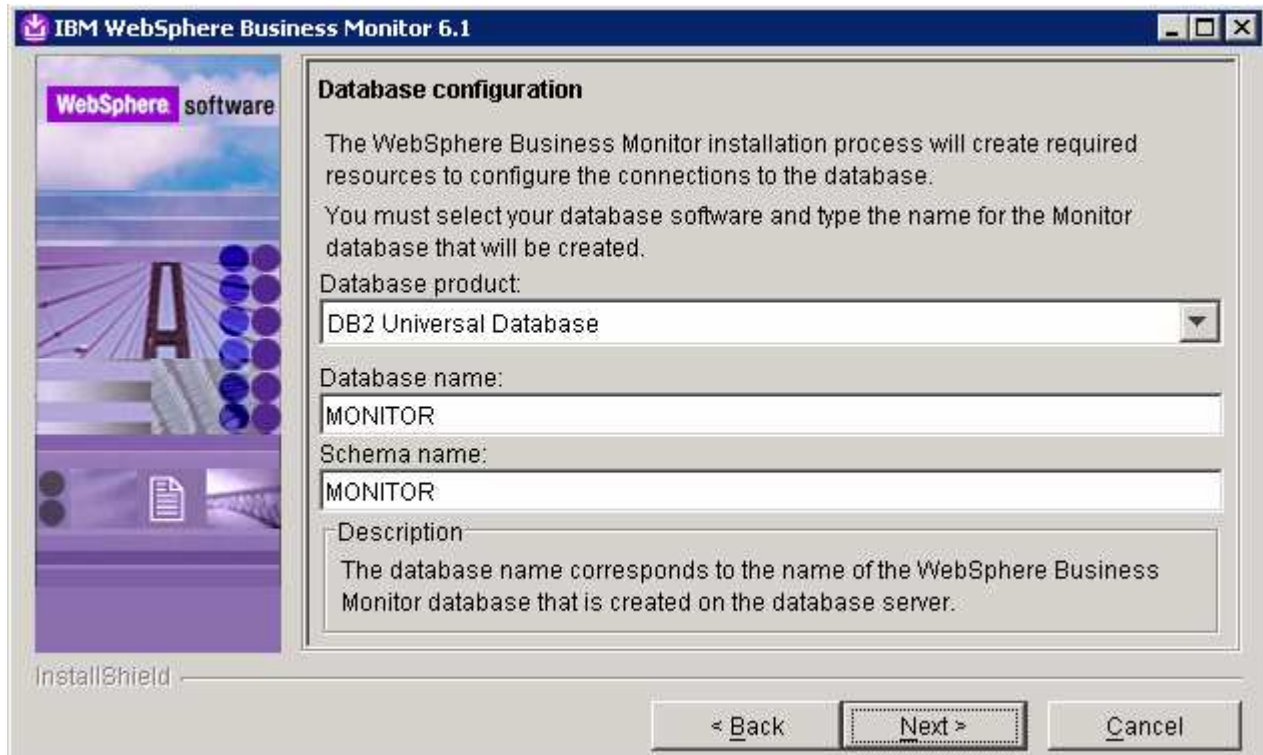 IBM WebSphere Business Monitor 6.1
WebSphere software
Database configuration
The WebSphere Business Monitor installation process will create required
resources to configure the connections to the database.
You must select your database software and type the name for the Monitor
database that will be created.
Database product:
DB2 Universal Database
Database name:
MONITOR
Schema name:
MONITOR
Description
The database name corresponds to the name of the WebSphere Business
Monitor database that is created on the database server.
InstallShield
< Back
Next >
Cancel